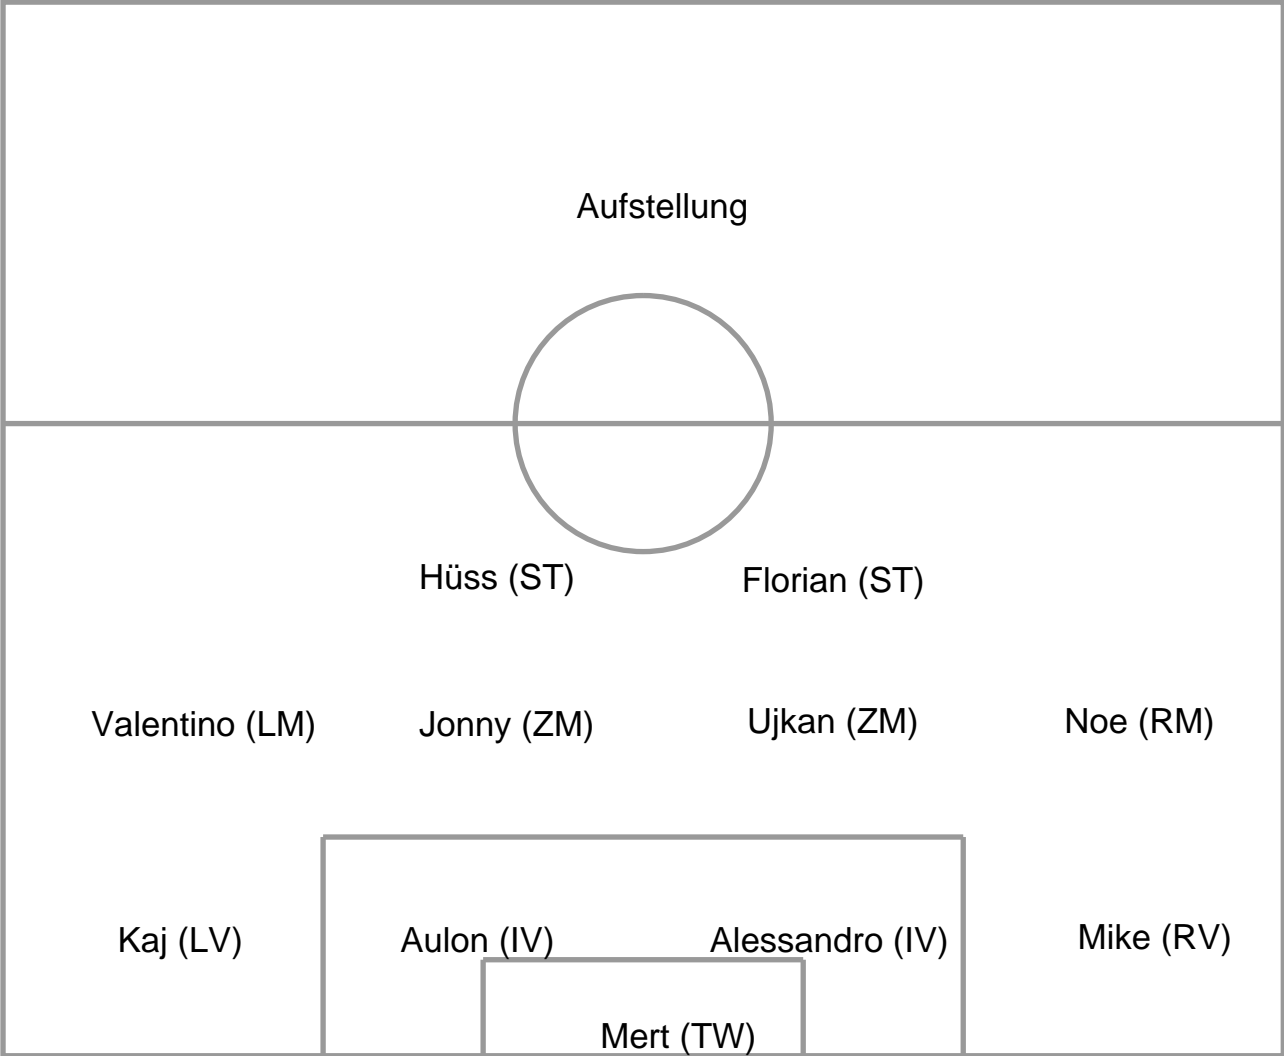 Aufstellung
Hüss (ST) Florian (ST)
Valentino (LM) Jonny (ZM) Ujkan (ZM) Noe (RM)
Kaj (LV) Aulon (IV) Alessandro (IV) Mike (RV)
Mert (TW)